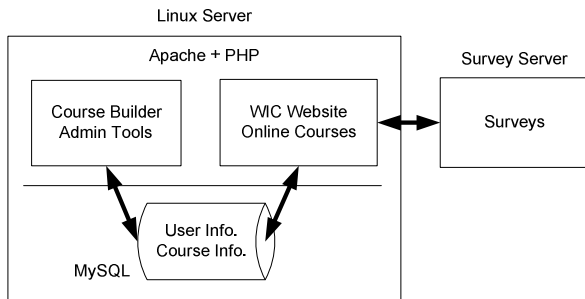 Linux Server
Apache + PHP
Survey Server
Course Builder
Admin Tools
WIC Website
Online Courses
Surveys
User Info.
Course Info.
MySQL